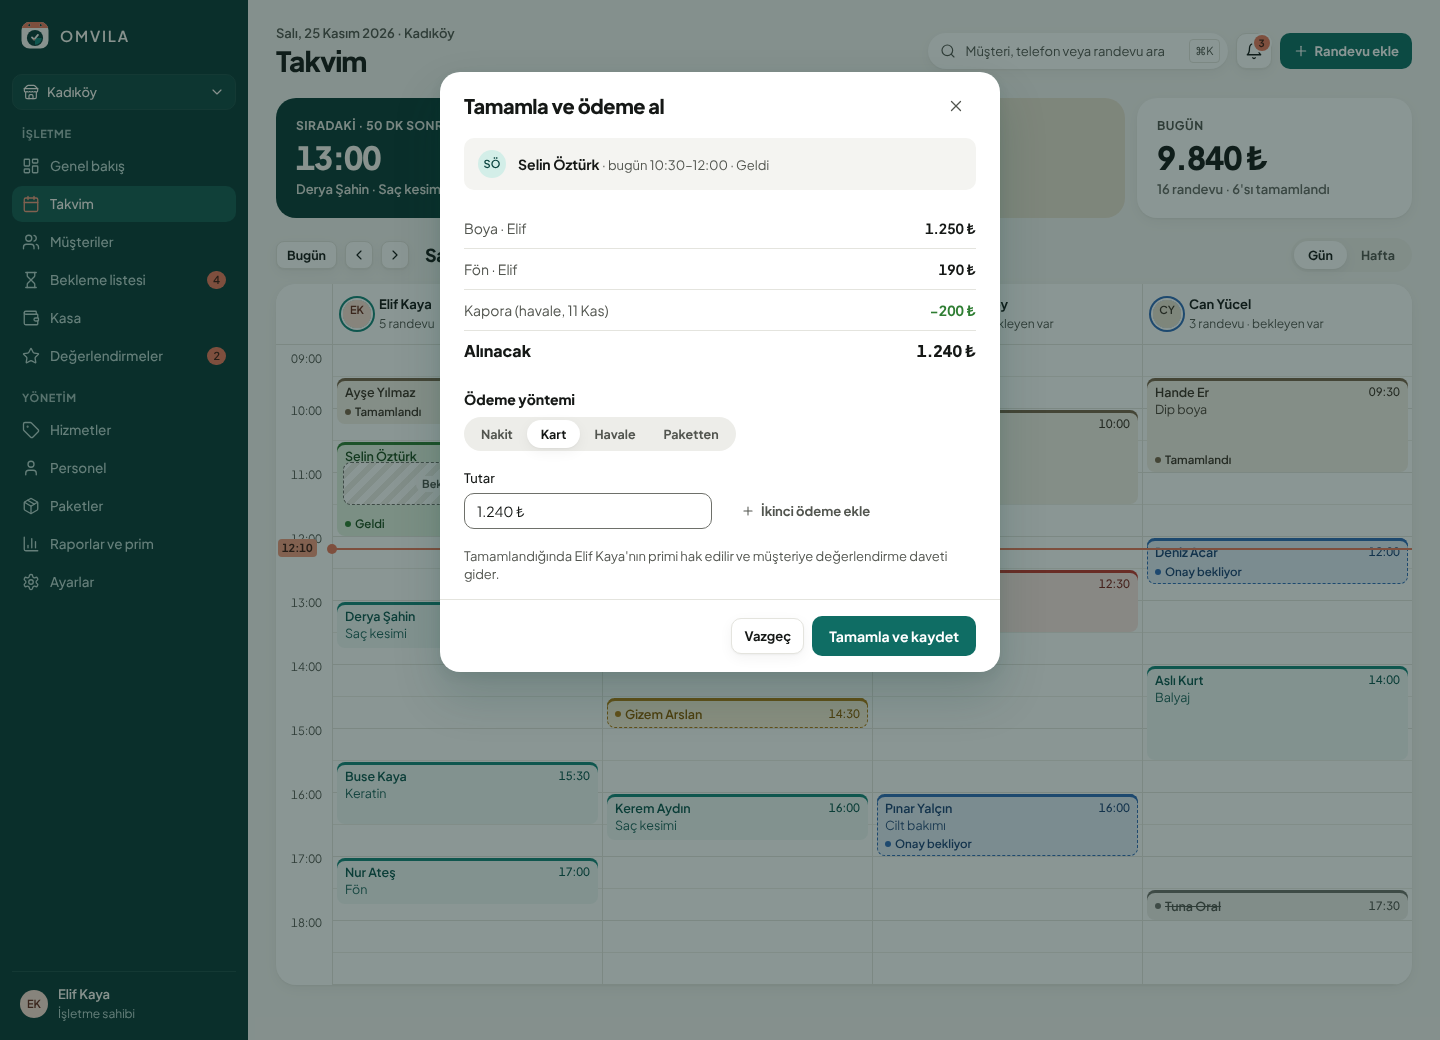 OMVILA
Kadıköy
İŞLETME
Genel bakış
Takvim
Müşteriler
Bekleme listesi 4
Kasa
Değerlendirmeler 2
YÖNETİM
Hizmetler
Personel
Paketler
Raporlar ve prim
Ayarlar
EK Elif Kaya
İşletme sahibi
Salı, 25 Kasım 2026 · Kadıköy
Takvim
Müşteri, telefon veya randevu ara ⌘K
3
Randevu ekle
SIRADAKİ · 50 DK
13:00
Derya Şahin · Saç kesim
BUGÜN
9.840 ₺
16 randevu · 6'sı tamamlandı
Bugün
Gün Hafta
EK Elif Kaya
5 randevu
CY Can Yücel
3 randevu · bekleyen var
09:00
10:00
11:00
12:00
12:10
13:00
14:00
15:00
16:00
17:00
18:00
Ayşe Yılmaz
Tamamlandı
Selin Öztürk
Geldi
Derya Şahin
Saç kesimi
Buse Kaya 15:30
Keratin
Nur Ateş 17:00
Fön
Gizem Arslan 14:30
Kerem Aydın 16:00
Saç kesimi
10:00
12:30
Pınar Yalçın 16:00
Cilt bakımı
Onay bekliyor
Hande Er 09:30
Dip boya
Tamamlandı
Deniz Acar 12:00
Onay bekliyor
Aslı Kurt 14:00
Balyaj
Tuna Oral 17:30
Tamamla ve ödeme al
SÖ Selin Öztürk · bugün 10:30–12:00 · Geldi
Boya · Elif 1.250 ₺
Fön · Elif 190 ₺
Kapora (havale, 11 Kas) −200 ₺
Alınacak 1.240 ₺
Ödeme yöntemi
Nakit Kart Havale Paketten
Tutar
1.240 ₺
İkinci ödeme ekle
Tamamlandığında Elif Kaya'nın primi hak edilir ve müşteriye değerlendirme daveti
gider.
Vazgeç
Tamamla ve kaydet